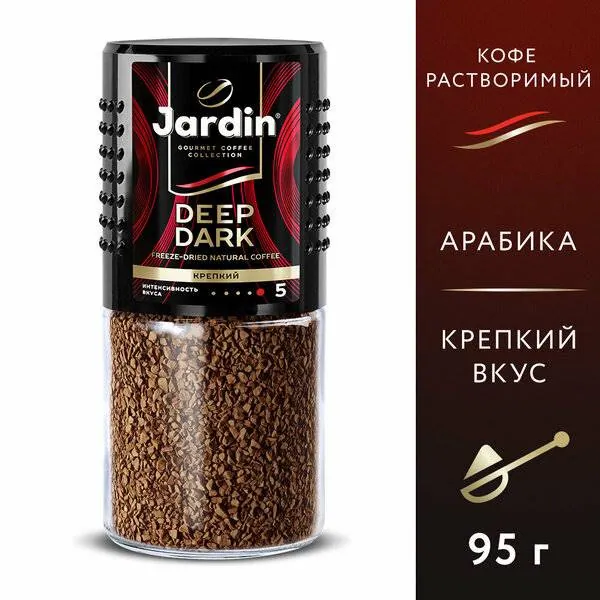 Jardin®
GOURMET COFFEE
COLLECTION
DEEP
DARK
FREEZE-DRIED NATURAL COFFEE
КРЕПКИЙ
ИНТЕНСИВНОСТЬ
ВКУСА
5
КОФЕ
РАСТВОРИМЫЙ
АРАБИКА
КРЕПКИЙ
ВКУС
95 г